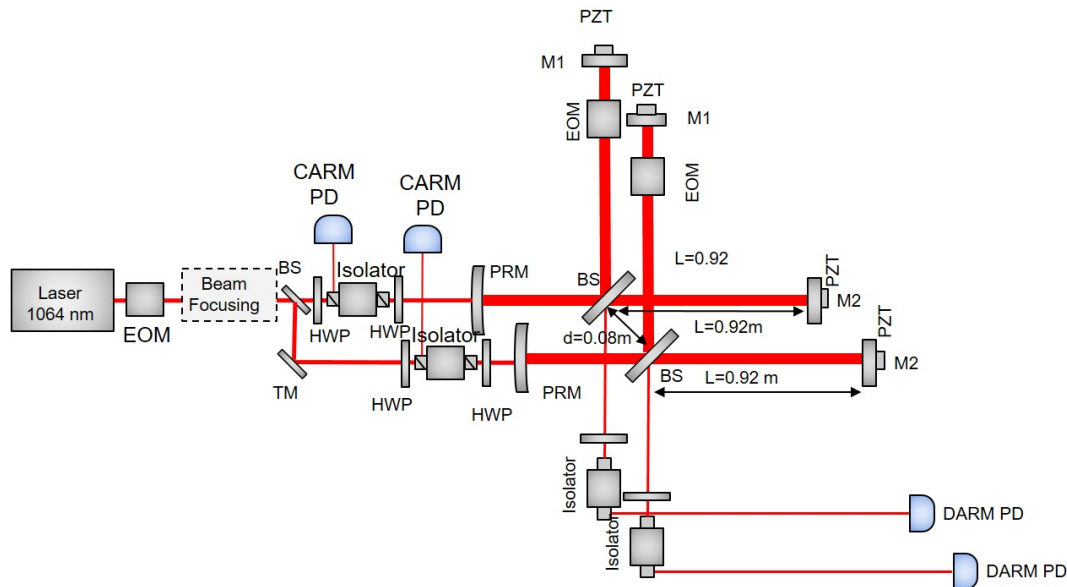 PZT
M1
PZT
EOM
M1
EOM
CARM
PD
CARM
PD
L=0.92
PRM
BS
PZT
BS
Isolator
Beam
Focusing
Laser
1064 nm
M2
EOM
HWP
HWP
L=0.92m
PZT
Isolator
d=0.08m
TM
BS
L=0.92 m
M2
HWP
PRM
HWP
Isolator
DARM PD
Isolator
DARM PD